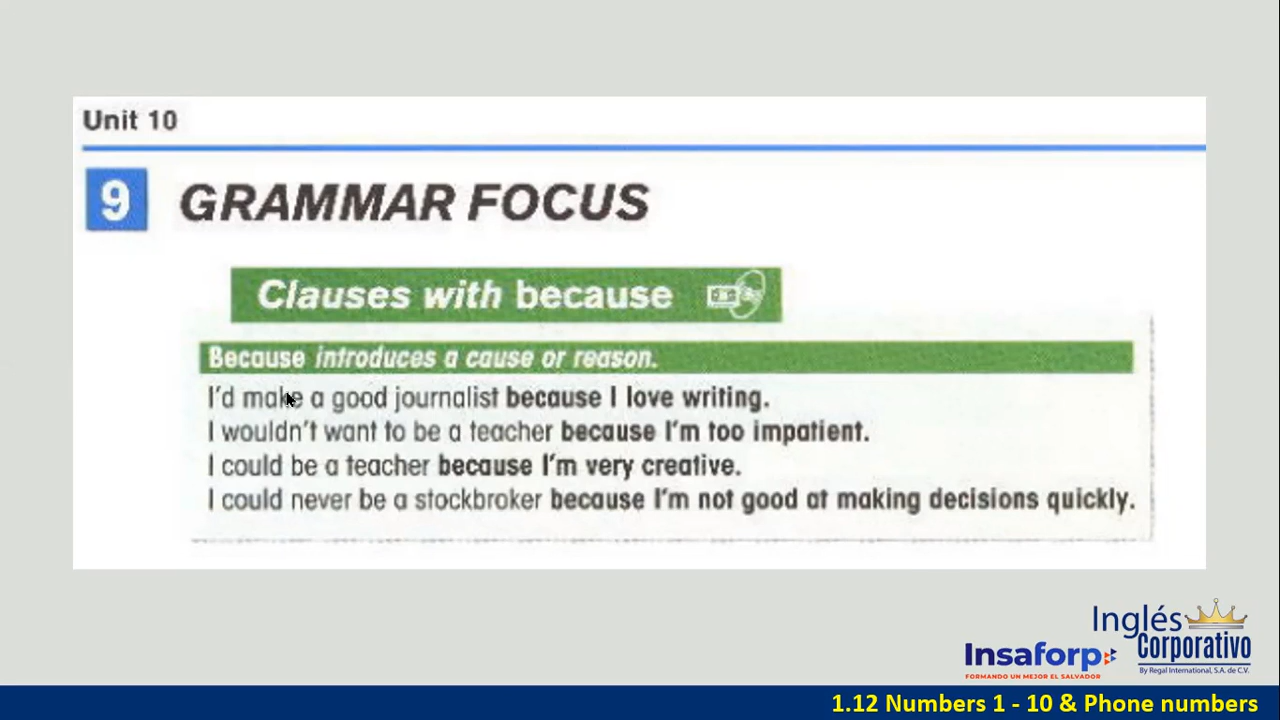 Unit 10
9 GRAMMAR FOCUS
Clauses with because
Because introduces a cause or reason.
I'd make a good journalist because I love writing.
I wouldn't want to be a teacher because I'm too impatient.
I could be a teacher because I'm very creative.
I could never be a stockbroker because I'm not good at making decisions quickly.
Inglés
Corporativo
By Regal International, S.A. de C.V.
Insaforp
FORMANDO UN MEJOR EL SALVADOR
1.12 Numbers 1 - 10 & Phone numbers